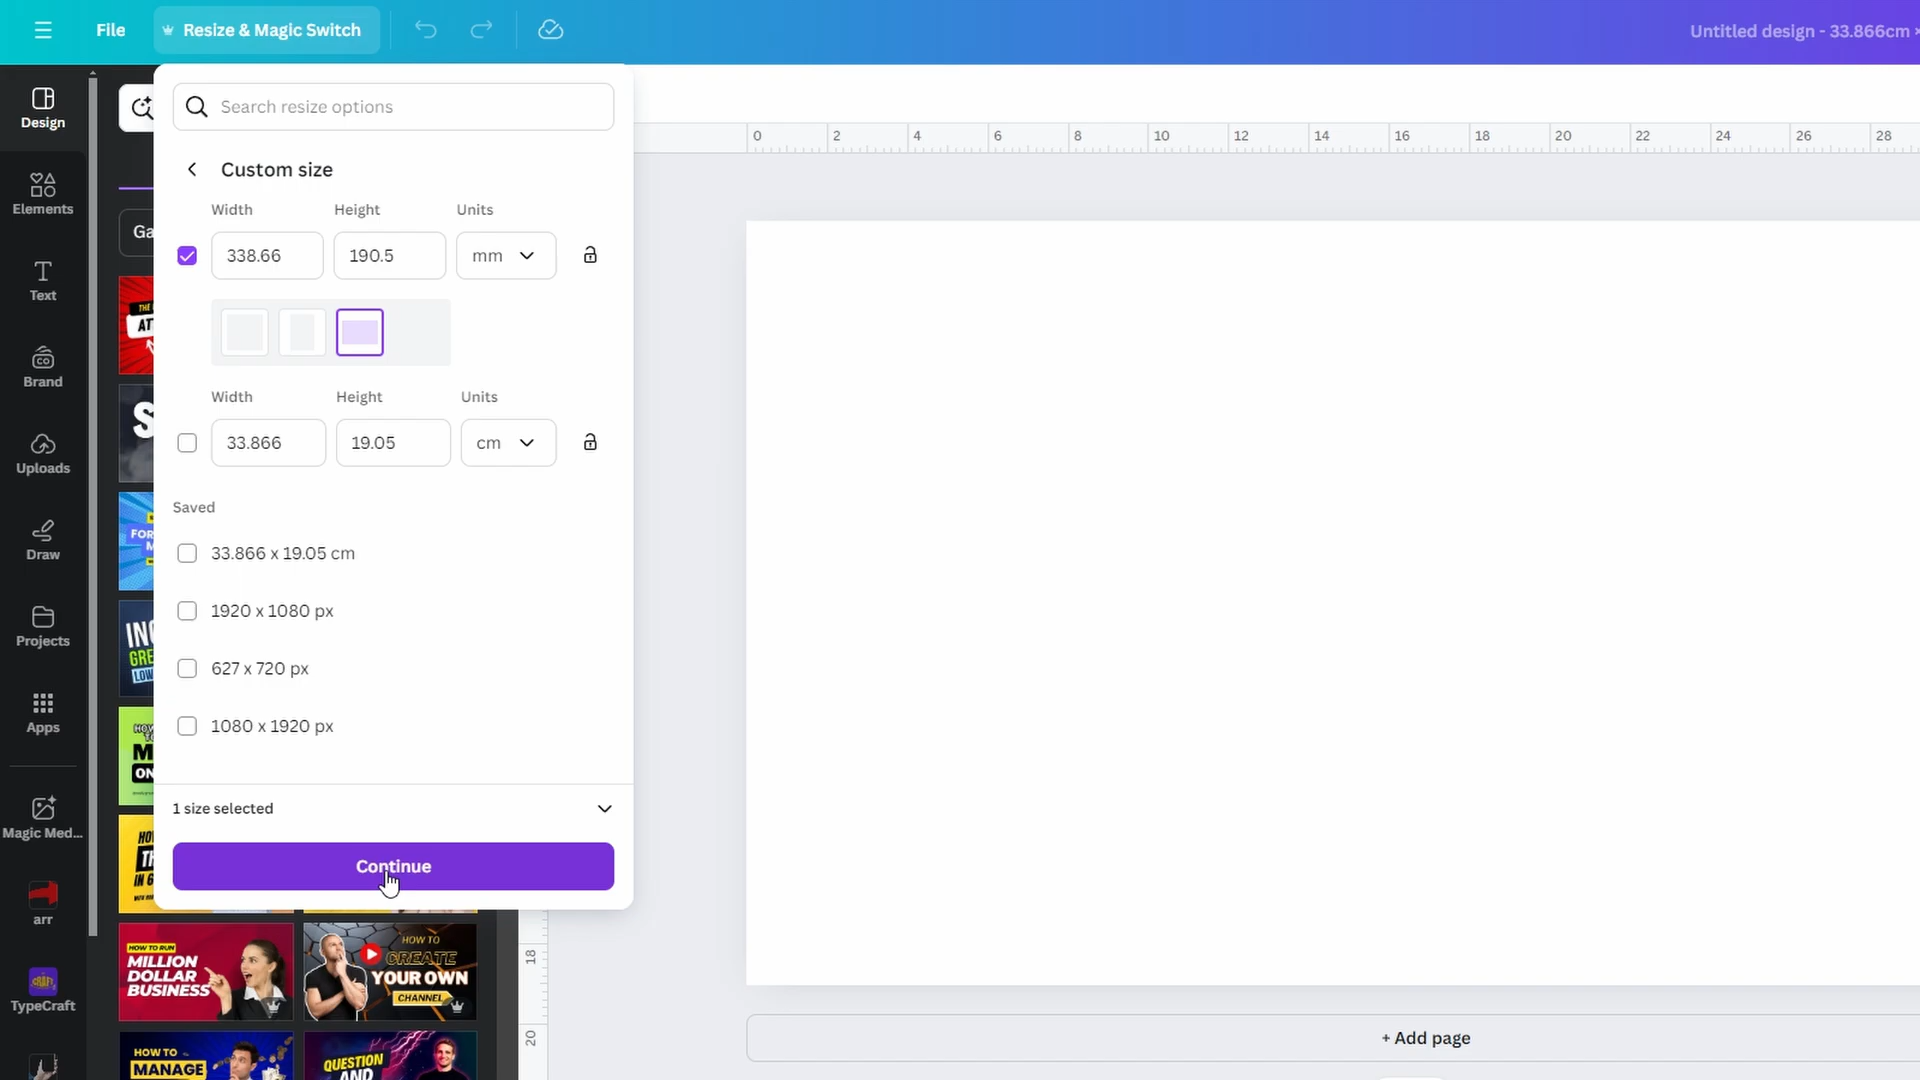 File
Resize & Magic Switch
Untitled design - 33.866cm
Design
Elements
Text
Brand
Uploads
Draw
Projects
Apps
Magic Med...
arr
TypeCraft
Search resize options
Custom size
Width Height Units
338.66 190.5 mm
Width Height Units
33.866 19.05 cm
Saved
33.866 x 19.05 cm
1920 x 1080 px
627 x 720 px
1080 x 1920 px
1 size selected
Continue
Ga
0 2 4 6 8 10 12 14 16 18 20 22 24 26 28
18
20
+ Add page
HOW TO RUN
MILLION
DOLLAR
BUSINESS
HOW TO
CREATE
YOUR OWN
CHANNEL
HOW TO
MANAGE
QUESTION
AND